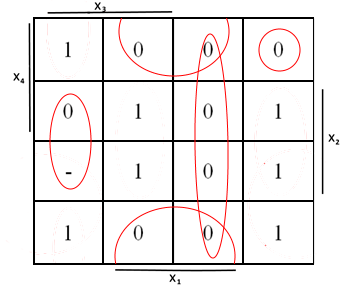 X₃
1 0 0 0
X₄
0 1 0 1
X₂
- 1 0 1
1 0 0 1
X₁